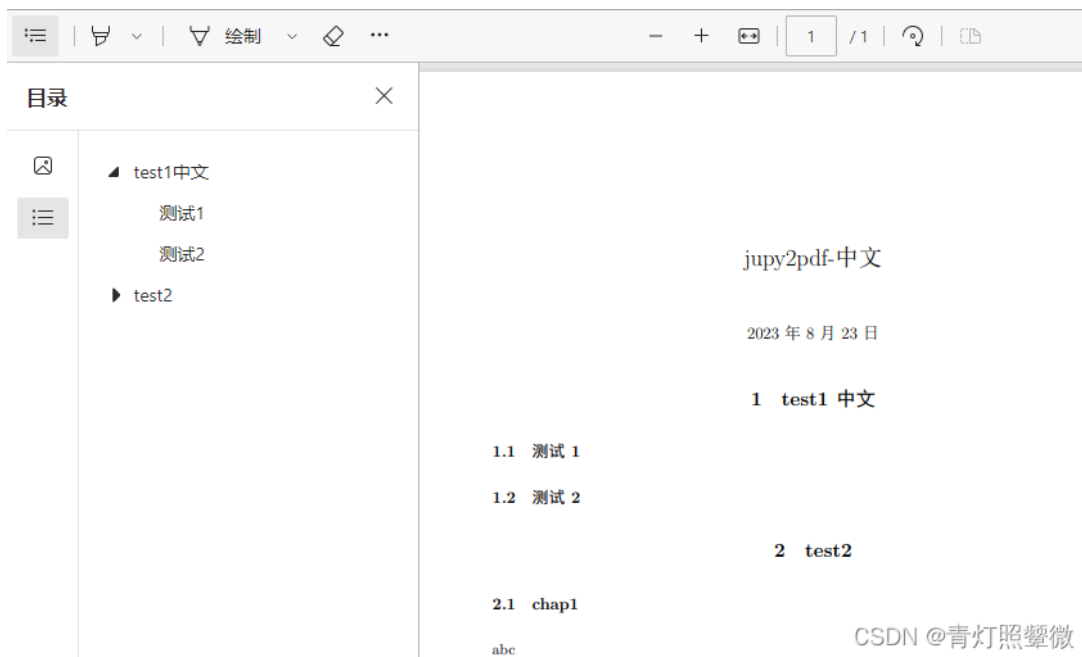 绘制
1 / 1
目录
test1中文
测试1
测试2
test2
jupy2pdf-中文
2023 年 8 月 23 日
1 test1 中文
1.1 测试 1
1.2 测试 2
2 test2
2.1 chap1
abc
CSDN @青灯照颦微